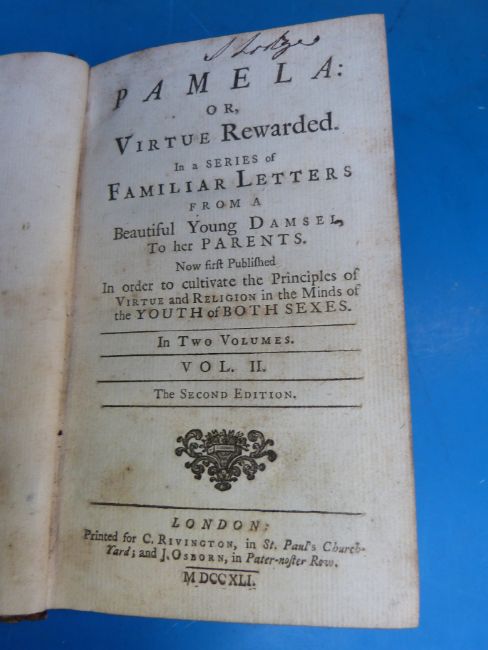 PAMELA:
OR,
VIRTUE Rewarded.
In a SERIES of
FAMILIAR LETTERS
FROM A
Beautiful Young DAMSEL,
To her PARENTS.
Now first Published
In order to cultivate the Principles of
VIRTUE and RELIGION in the Minds of
the YOUTH of BOTH SEXES.
In TWO VOLUMES.
VOL. II.
The SECOND EDITION.
LONDON:
Printed for C. RIVINGTON, in St. Paul's Church-
Yard; and J. OSBORN, in Pater-noster Row.
MDCCXLI.